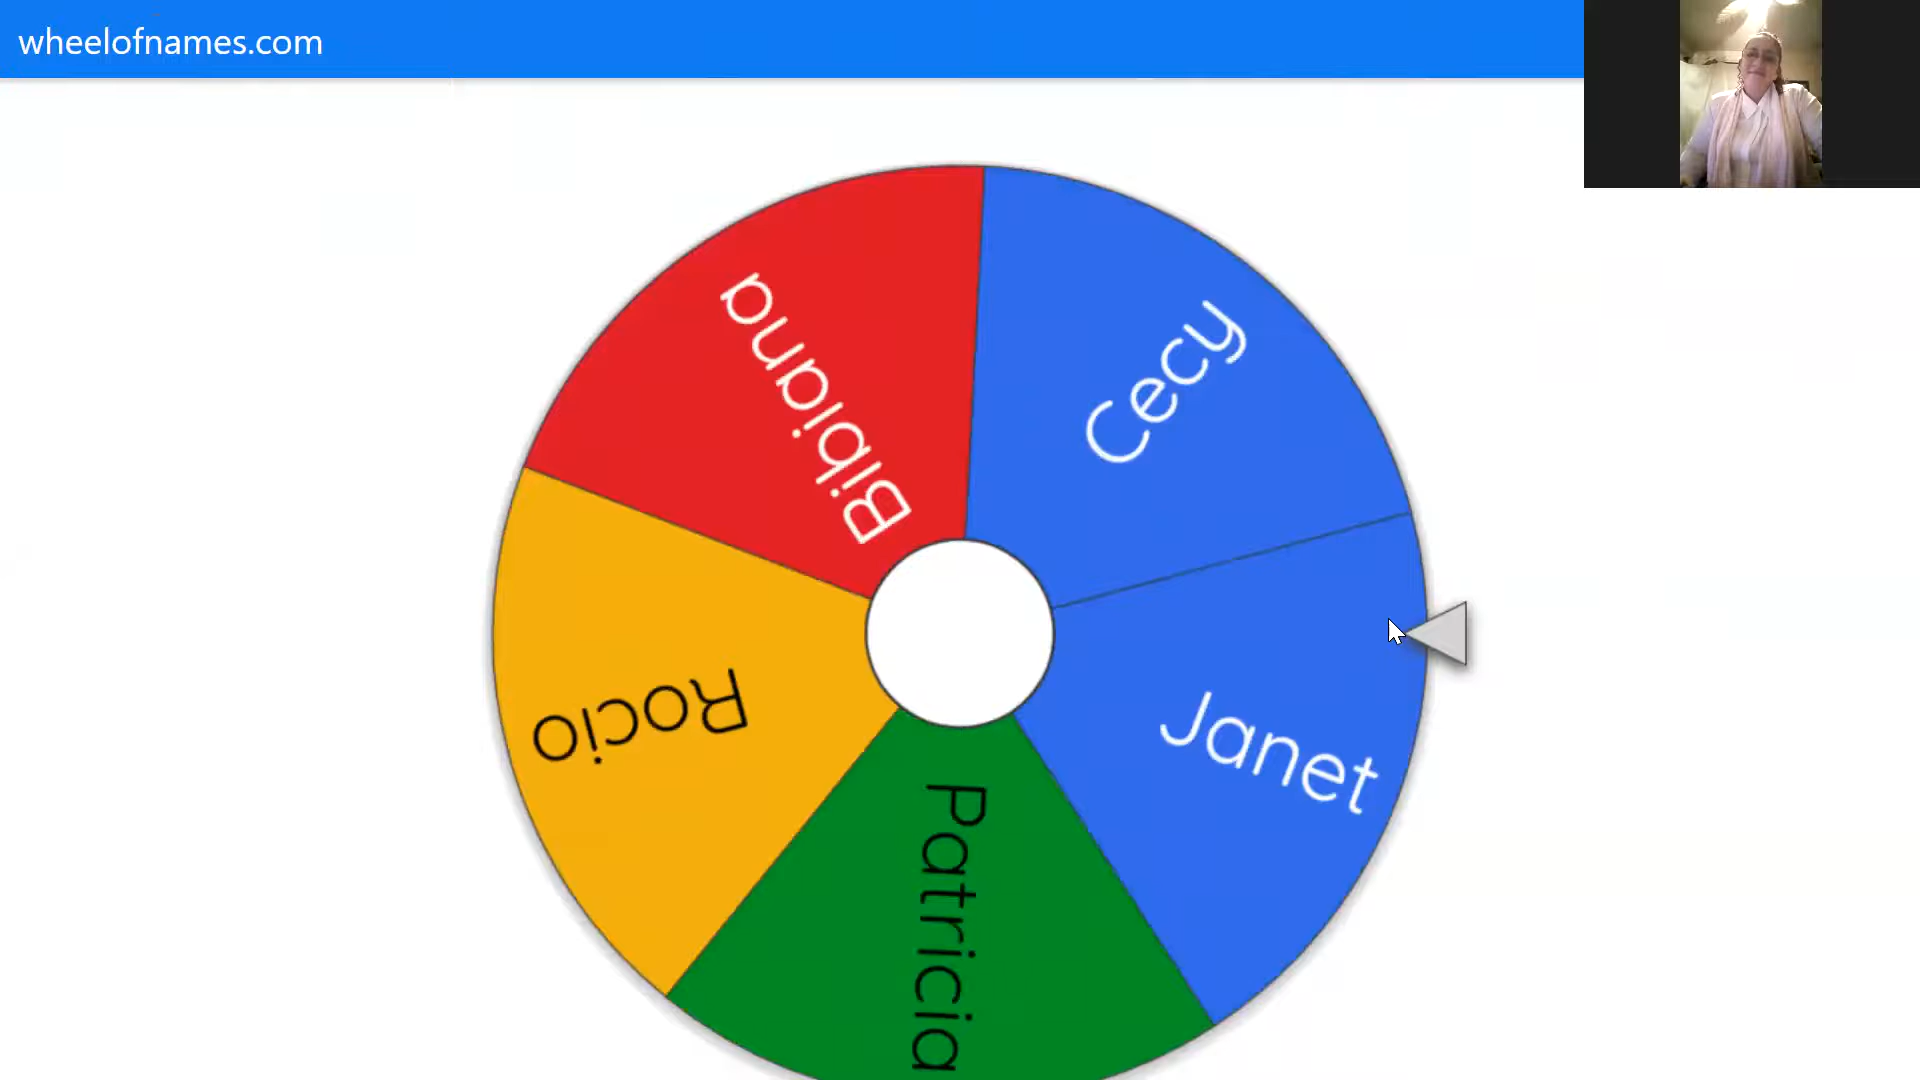 wheelofnames.com
Bibiana
Cecy
Janet
Rocio
Patricia